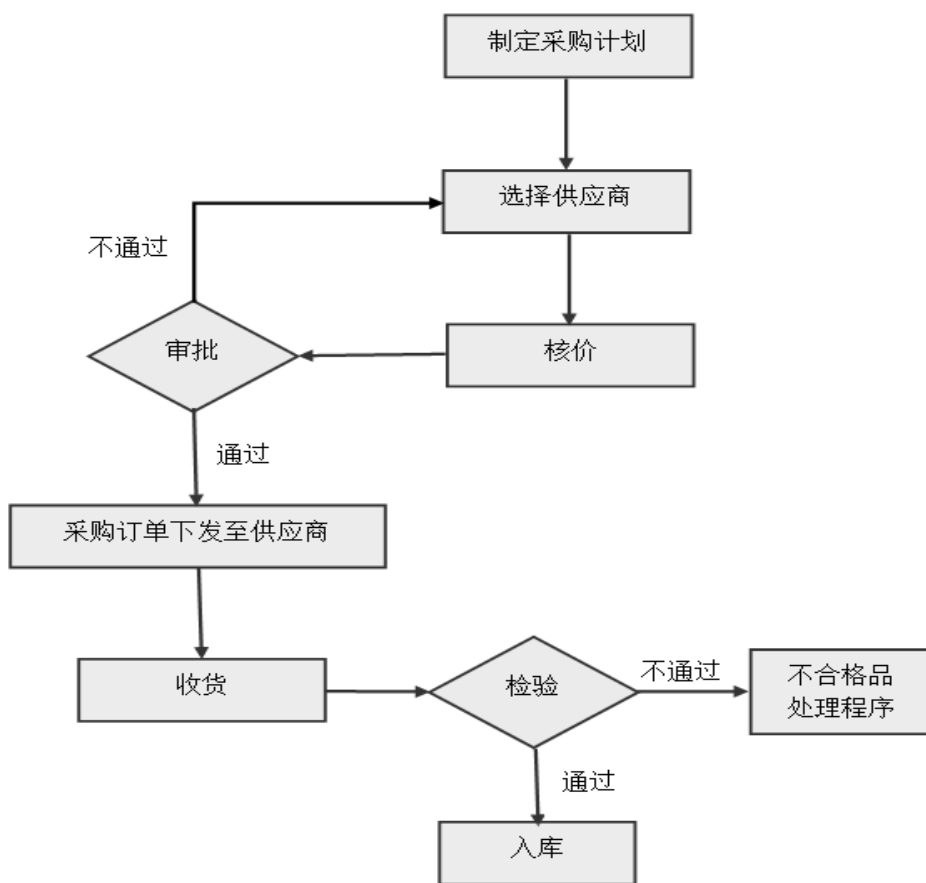 制定采购计划
选择供应商
不通过
审批
核价
通过
采购订单下发至供应商
收货
检验
不通过
不合格品
处理程序
通过
入库